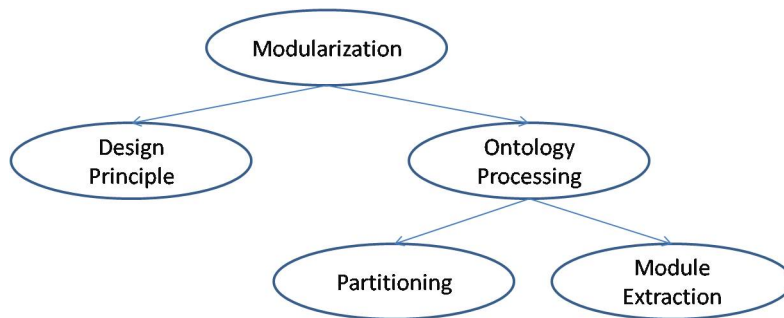 Modularization
Design
Principle
Ontology
Processing
Partitioning
Module
Extraction